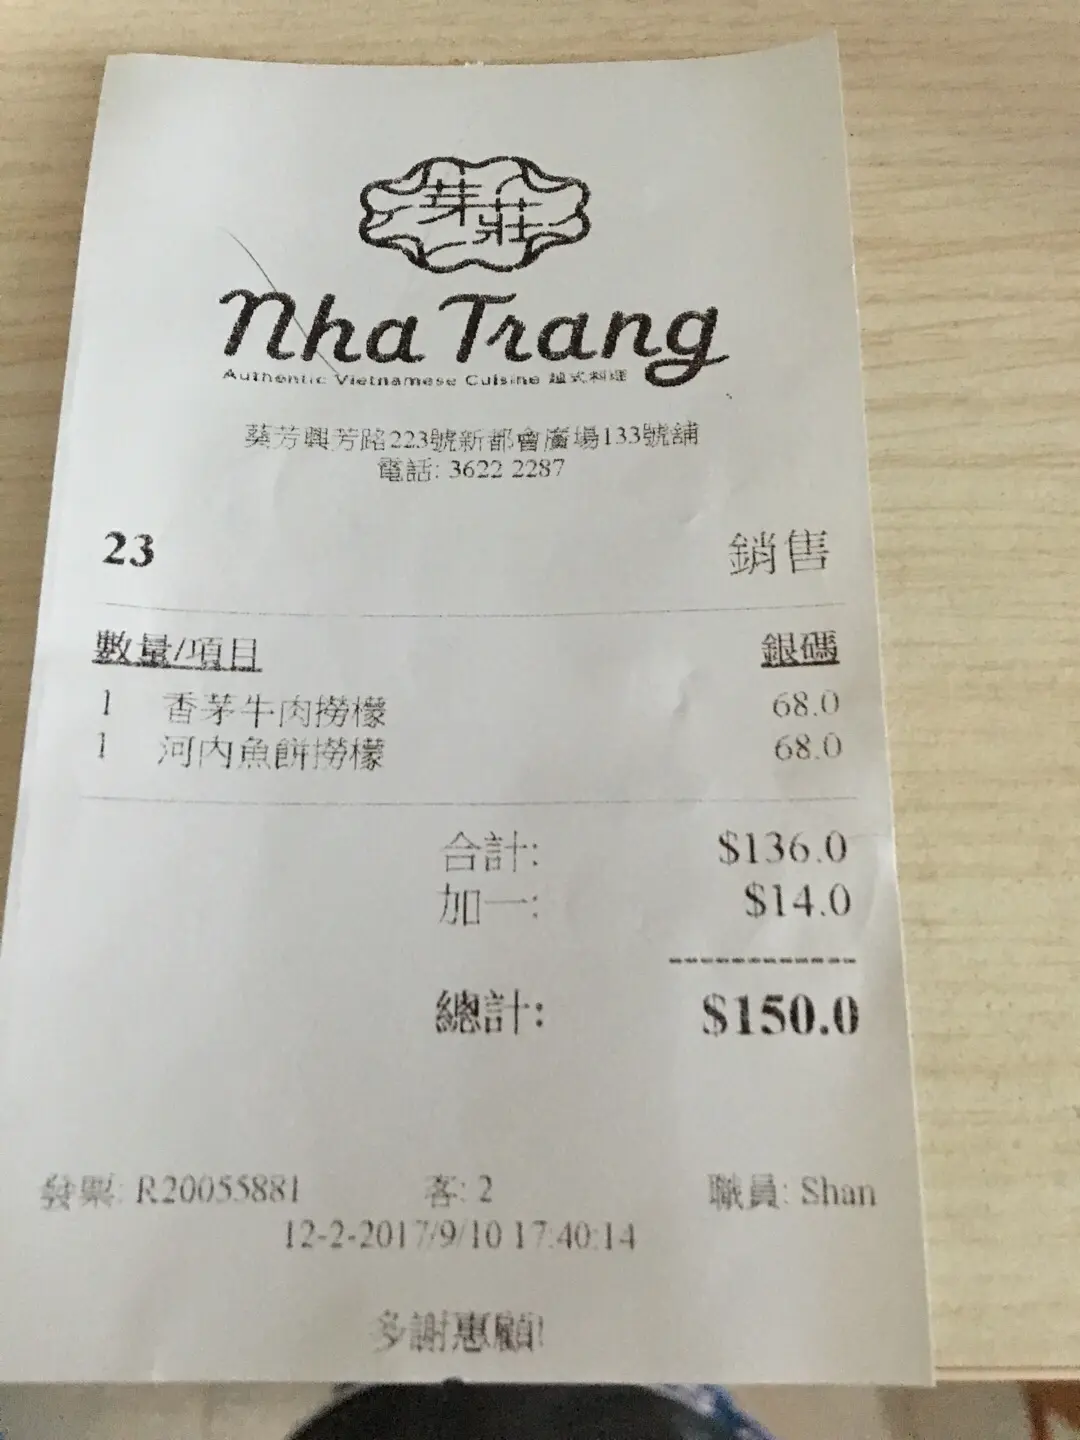 芽莊
Nha Trang
Authentic Vietnamese Cuisine 越式料理
葵芳興芳路223號新都會廣場133號舖
電話: 3622 2287
23 銷售
數量/項目 銀碼
1 香茅牛肉撈檬 68.0
1 河內魚餅撈檬 68.0
合計: $136.0
加一: $14.0
總計: $150.0
發票: R20055881 客: 2 職員: Shan
12-2-2017/9/10 17:40:14
多謝惠顧!